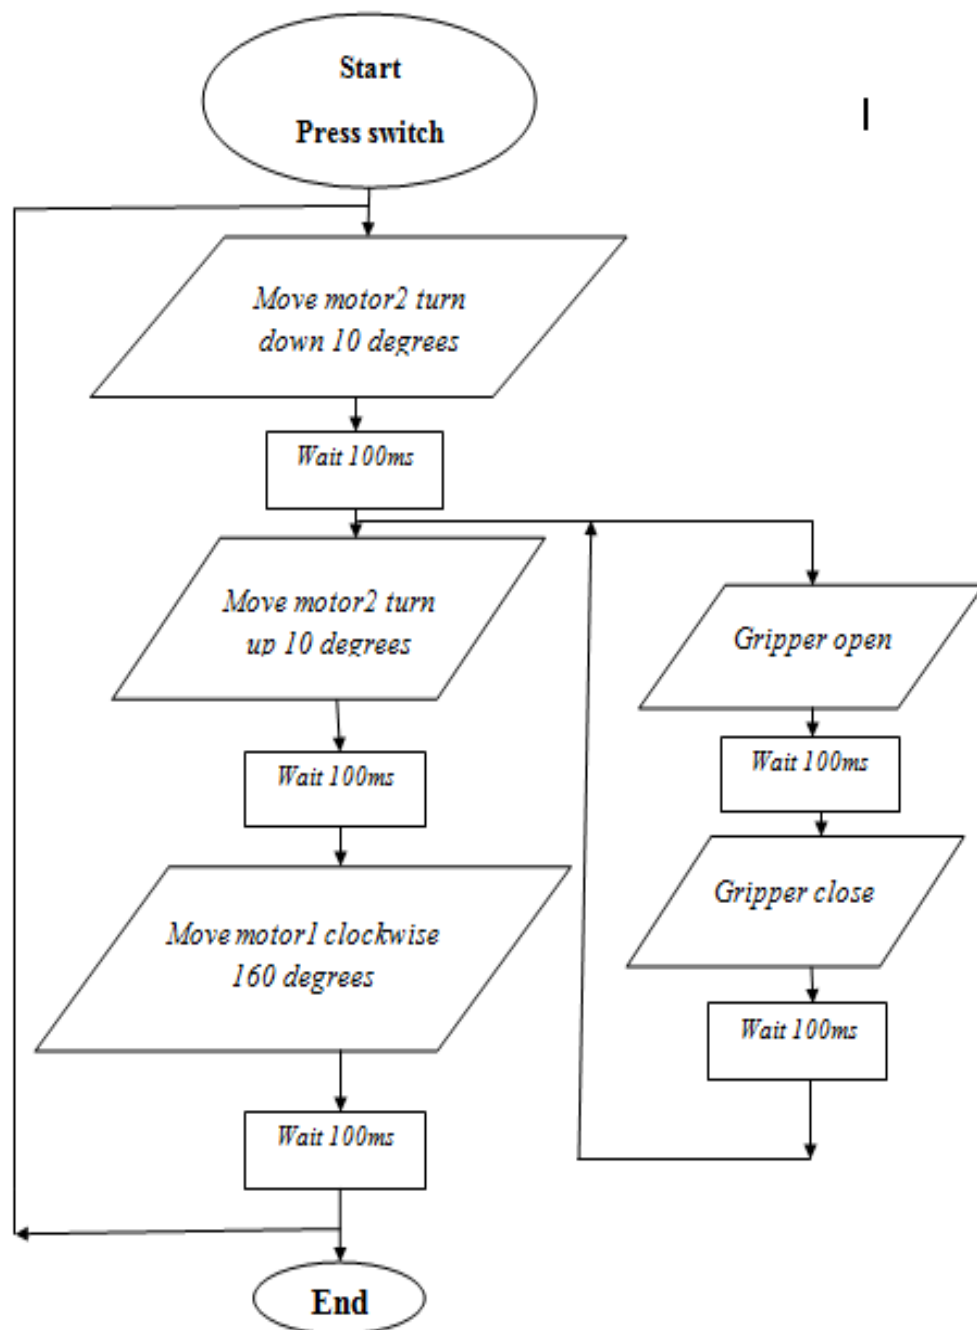 Start
Press switch
Move motor2 turn
down 10 degrees
Wait 100ms
Move motor2 turn
up 10 degrees
Wait 100ms
Move motor1 clockwise
160 degrees
Wait 100ms
End
Gripper open
Wait 100ms
Gripper close
Wait 100ms